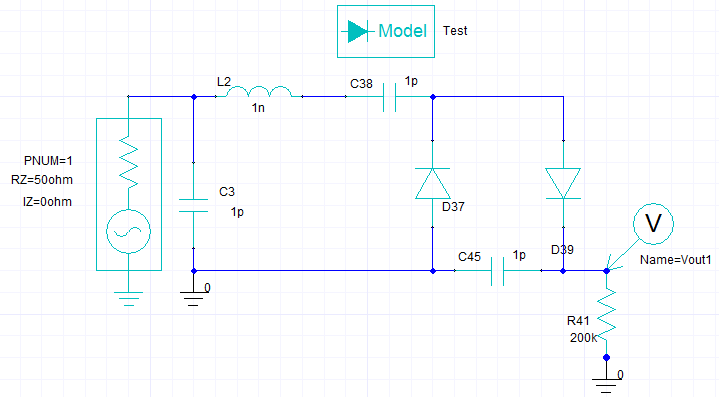 Model Test
L2
C38 1p
1n
PNUM=1
RZ=50ohm
IZ=0ohm
C3
1p
D37
D39
V
C45 1p
Name=Vout1
0
R41
200k
0